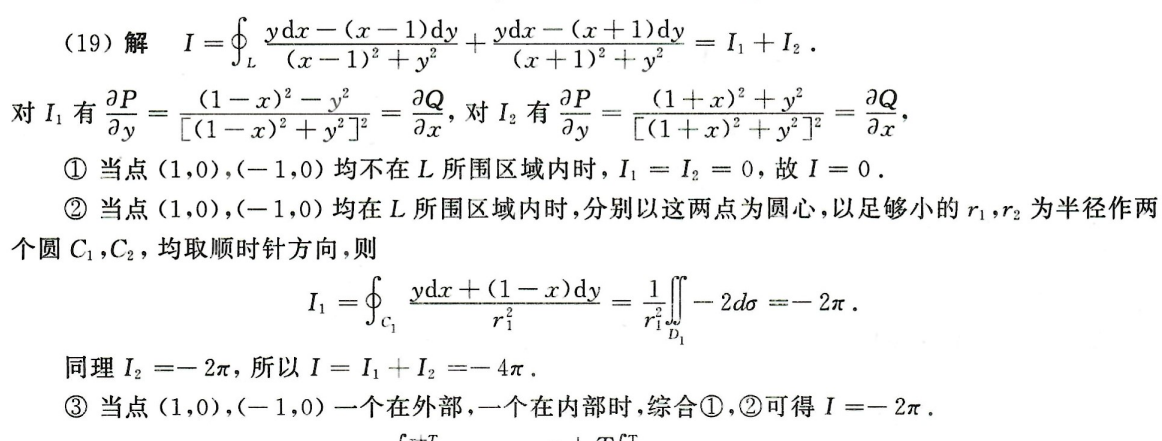 (19) 解 I = ∮_L (ydx − (x − 1)dy)/((x − 1)² + y²) + (ydx − (x + 1)dy)/((x + 1)² + y²) = I₁ + I₂ .
对 I₁ 有 ∂P/∂y = ((1 − x)² − y²)/[(1 − x)² + y²]² = ∂Q/∂x, 对 I₂ 有 ∂P/∂y = ((1 + x)² + y²)/[(1 + x)² + y²]² = ∂Q/∂x,
① 当点 (1,0),(−1,0) 均不在 L 所围区域内时, I₁ = I₂ = 0, 故 I = 0 .
② 当点 (1,0),(−1,0) 均在 L 所围区域内时,分别以这两点为圆心,以足够小的 r₁,r₂ 为半径作两
个圆 C₁,C₂, 均取顺时针方向,则
I₁ = ∮_C₁ (ydx + (1 − x)dy)/r₁² = 1/r₁² ∬_D₁ − 2dσ = − 2π .
同理 I₂ = − 2π, 所以 I = I₁ + I₂ = − 4π .
③ 当点 (1,0),(−1,0) 一个在外部,一个在内部时,综合①,②可得 I = − 2π .